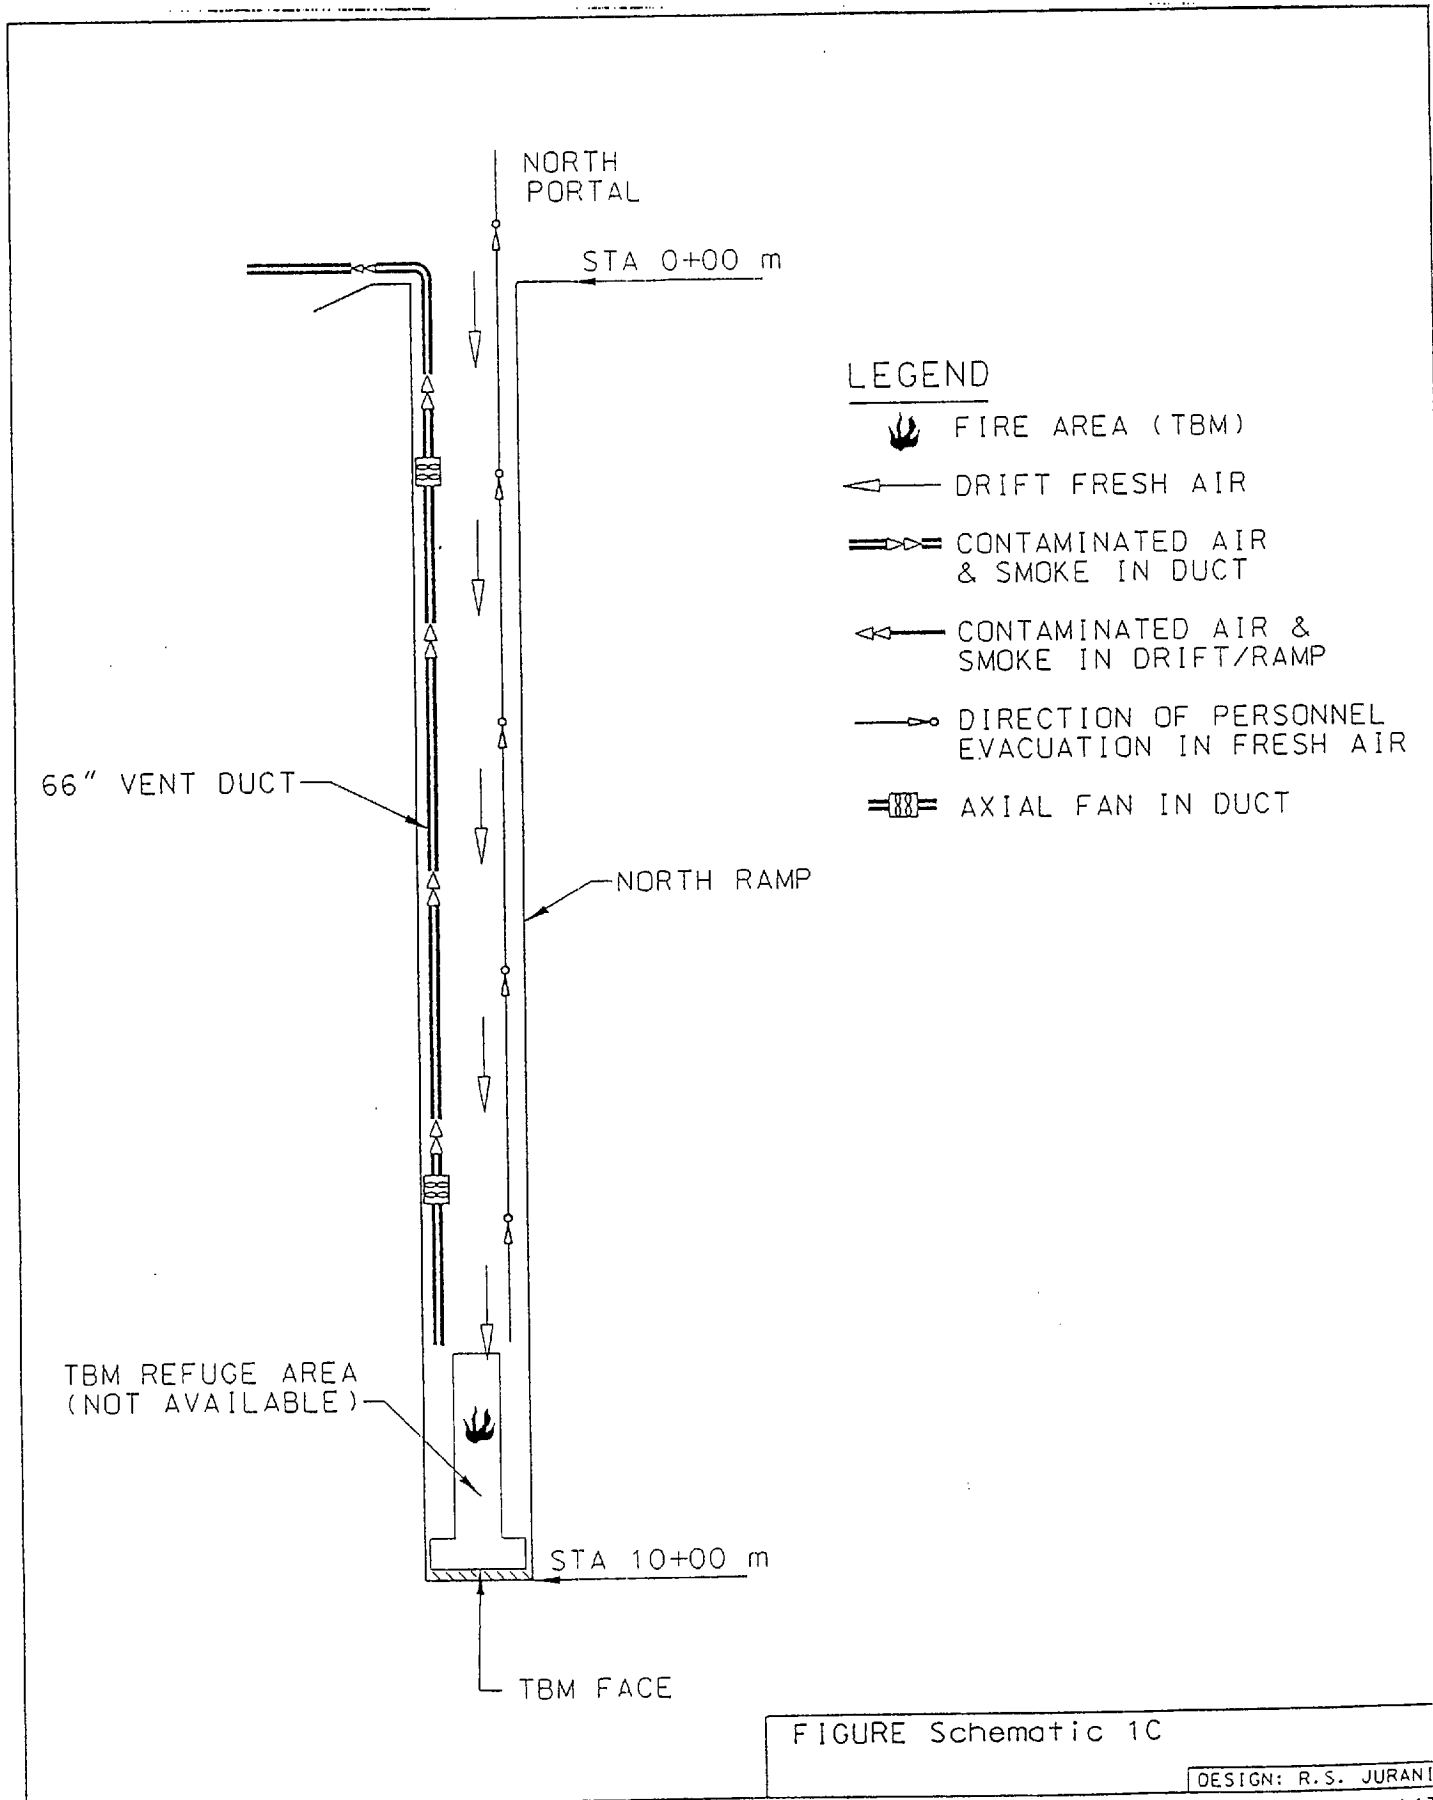 NORTH
PORTAL
STA 0+00 m
LEGEND
FIRE AREA (TBM)
DRIFT FRESH AIR
CONTAMINATED AIR
& SMOKE IN DUCT
CONTAMINATED AIR &
SMOKE IN DRIFT/RAMP
DIRECTION OF PERSONNEL
EVACUATION IN FRESH AIR
66" VENT DUCT
AXIAL FAN IN DUCT
NORTH RAMP
TBM REFUGE AREA
(NOT AVAILABLE)
STA 10+00 m
TBM FACE
FIGURE Schematic 1C
DESIGN: R.S. JURANI